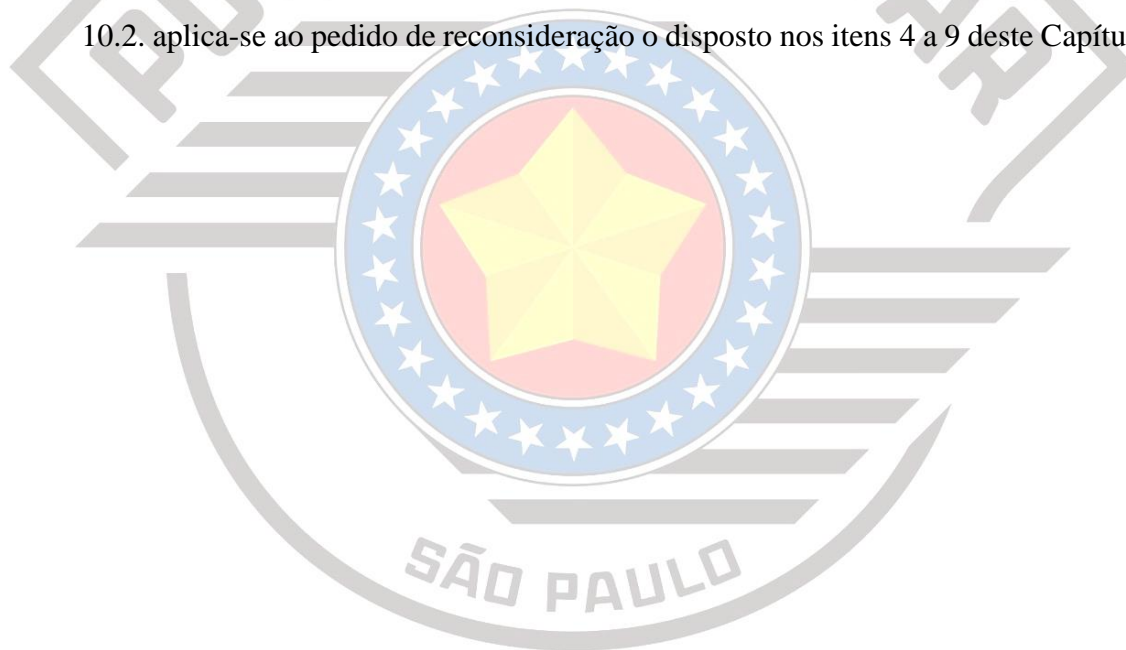 10.2. aplica-se ao pedido de reconsideração o disposto nos itens 4 a 9 deste Capítu
SÃO PAULO